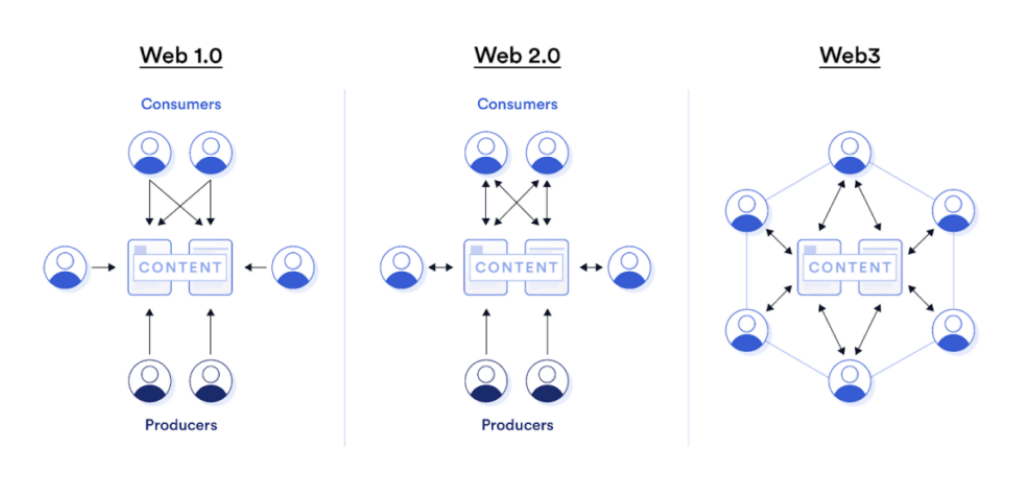 Web 1.0
Consumers
CONTENT
Producers
Web 2.0
Consumers
CONTENT
Producers
Web3
CONTENT